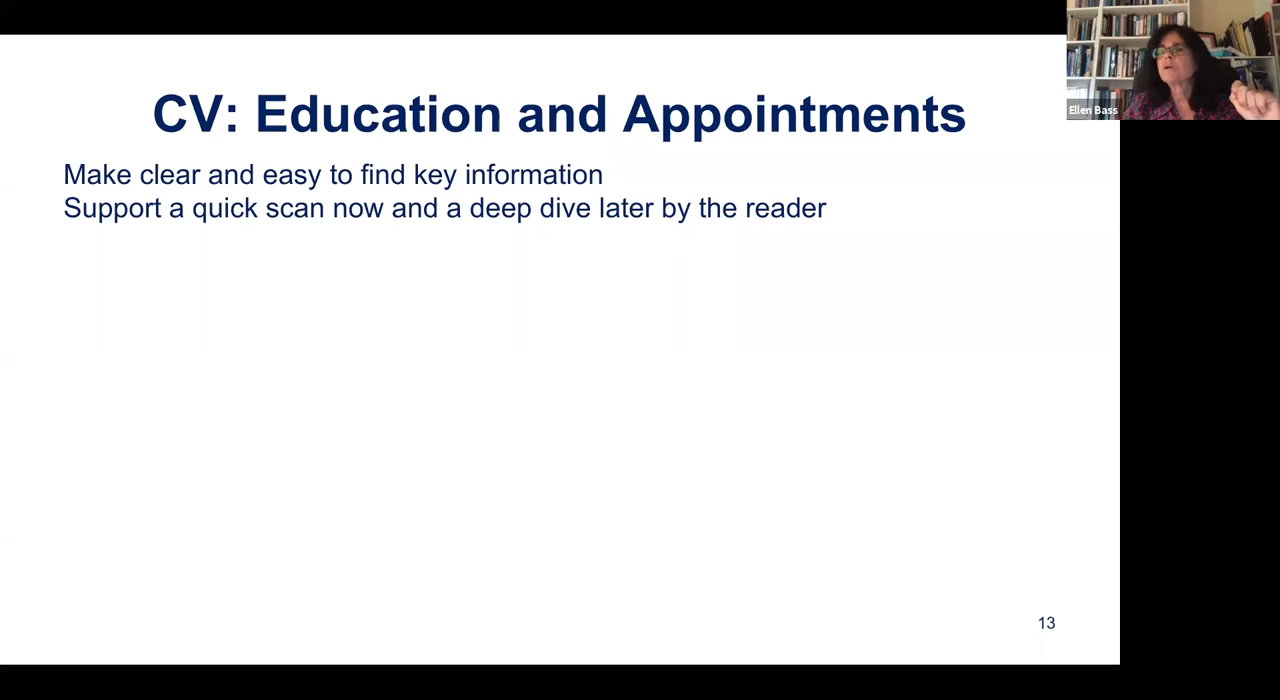 CV: Education and Appointments
Make clear and easy to find key information
Support a quick scan now and a deep dive later by the reader
13
Ellen Bass